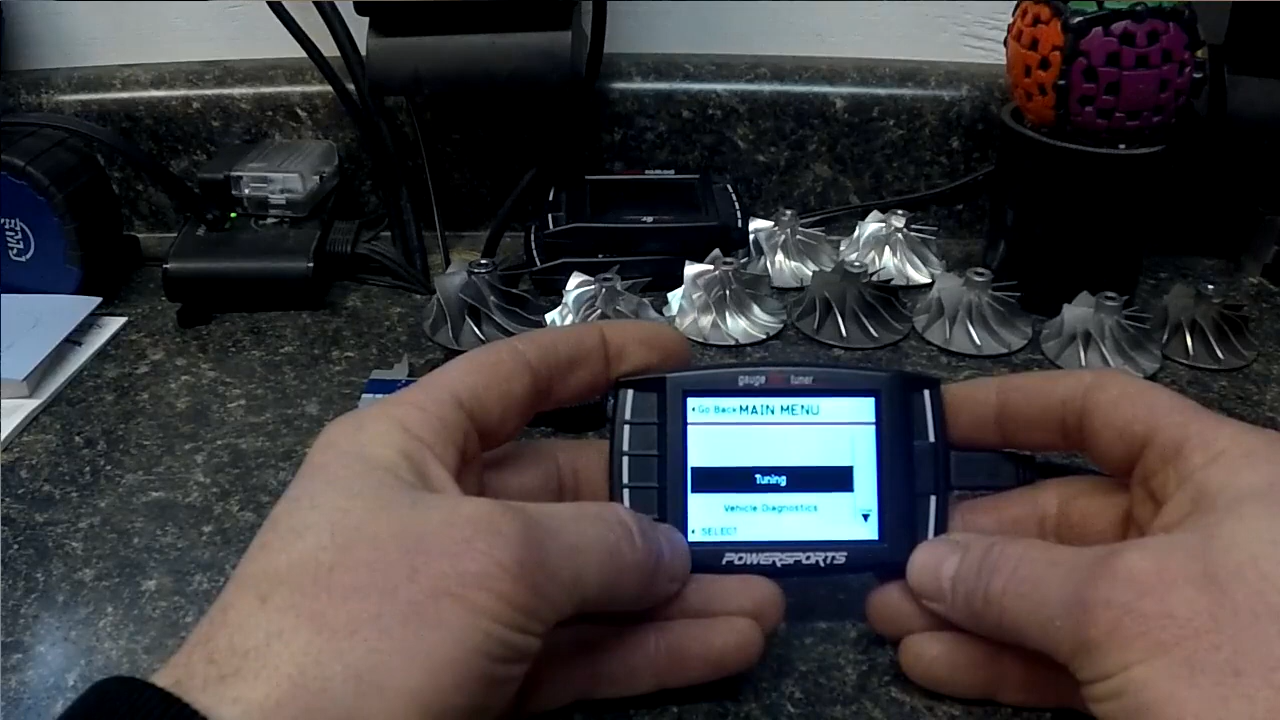 gauge tuner
Go Back MAIN MENU
Tuning
Vehicle Diagnostics
SELECT
POWERSPORTS